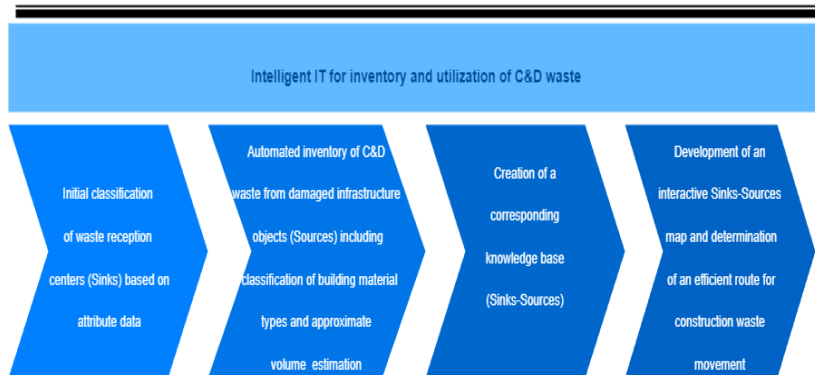 Intelligent IT for inventory and utilization of C&D waste
Initial classification
of waste reception
centers (Sinks) based on
attribute data
Automated inventory of C&D
waste from damaged infrastructure
objects (Sources) including
classification of building material
types and approximate
volume estimation
Creation of a
corresponding
knowledge base
(Sinks-Sources)
Development of an
interactive Sinks-Sources
map and determination
of an efficient route for
construction waste
movement